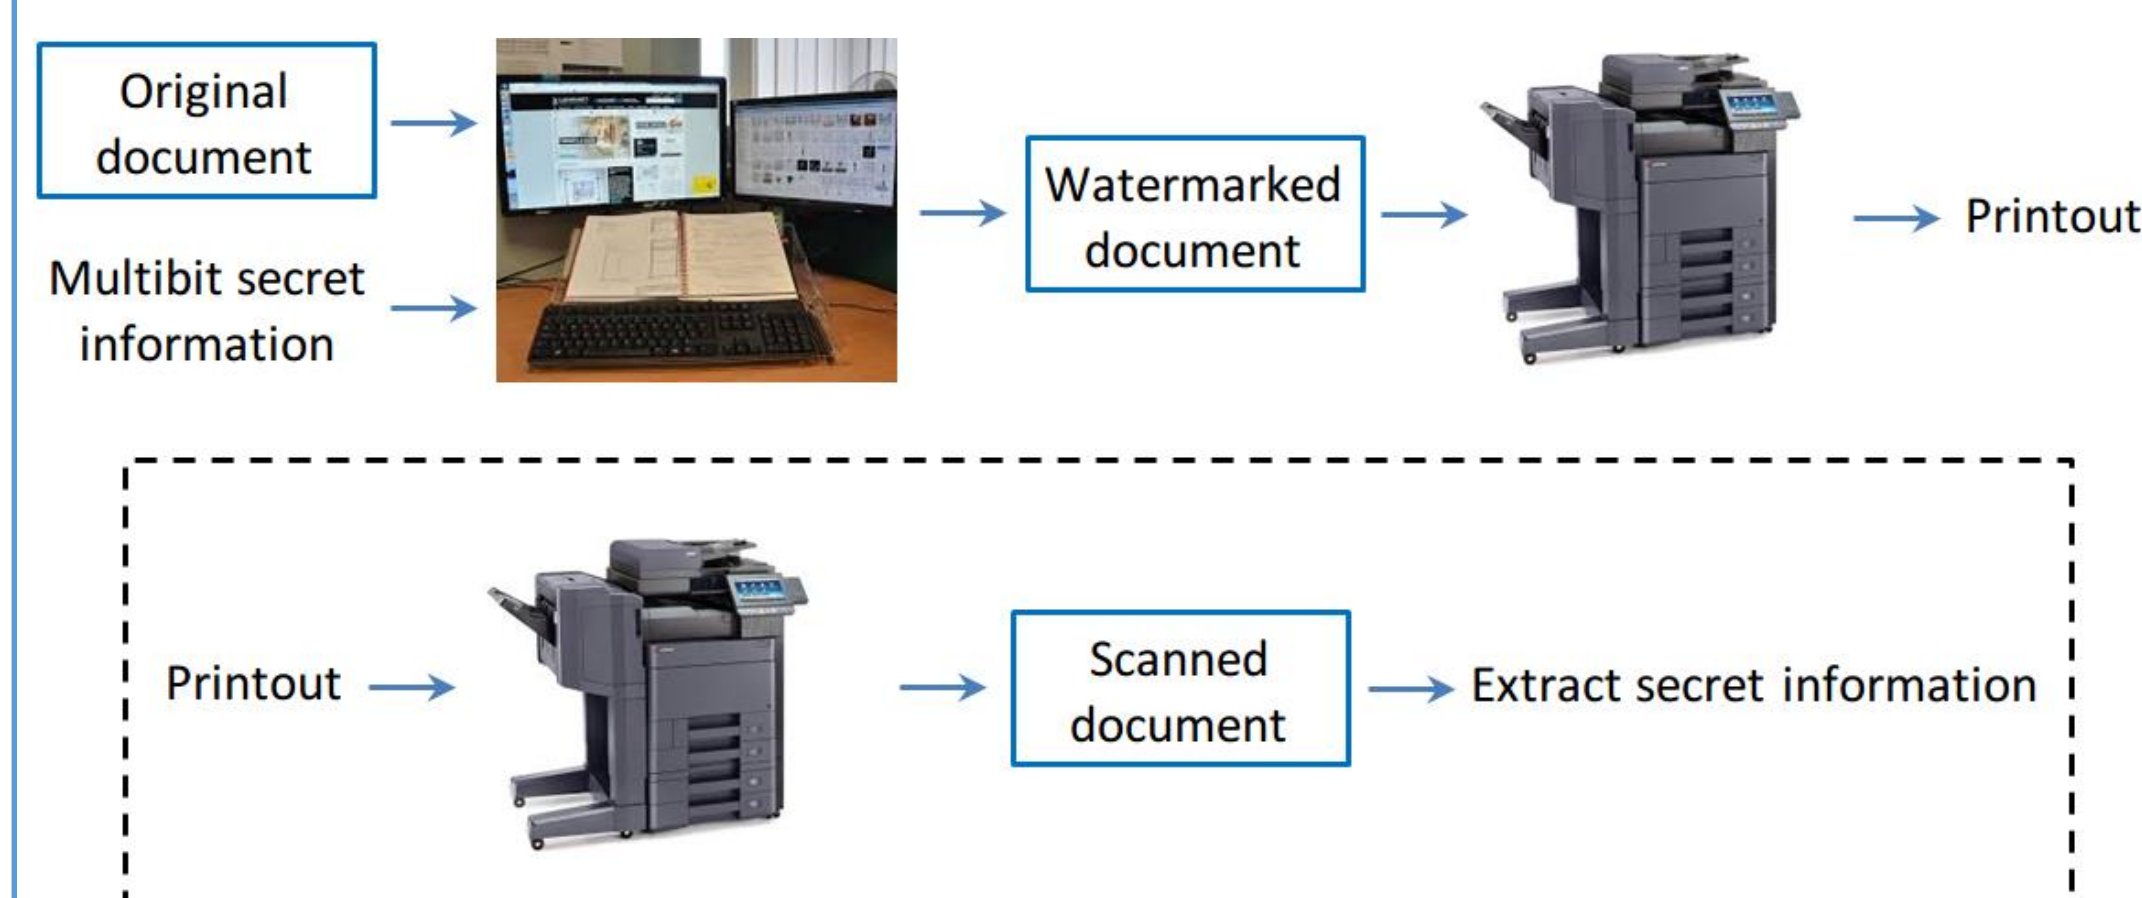 Original
document
Multibit secret
information
Watermarked
document
Printout
Printout
Scanned
document
Extract secret information